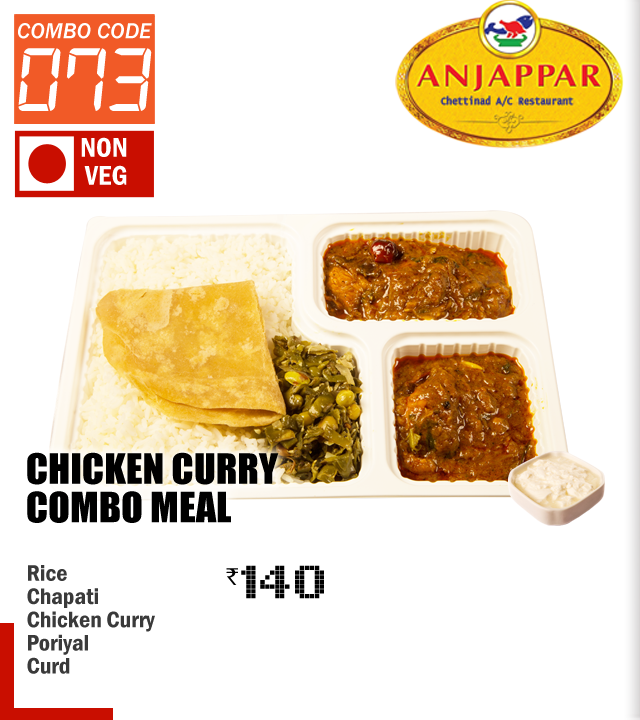 COMBO CODE
073
NON
VEG
ANJAPPAR
Chettinad A/C Restaurant
CHICKEN CURRY
COMBO MEAL
Rice
Chapati
Chicken Curry
Poriyal
Curd
₹140